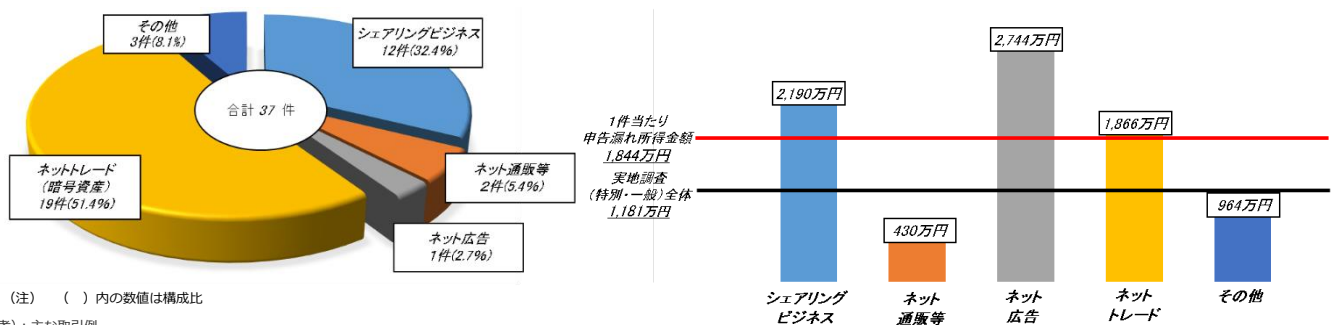 その他
3件(8.1%)
シェアリングビジネス
12件(32.4%)
合計 37 件
ネットトレード
(暗号資産)
19件(51.4%)
ネット通販等
2件(5.4%)
ネット広告
1件(2.7%)
(注) ( )内の数値は構成比
考):主な取引例
2,744万円
2,190万円
1件当たり
申告漏れ所得金額
1,844万円
1,866万円
実地調査
(特別・一般)全体
1,181万円
964万円
430万円
シェアリング
ビジネス
ネット
通販等
ネット
広告
ネット
トレード
その他